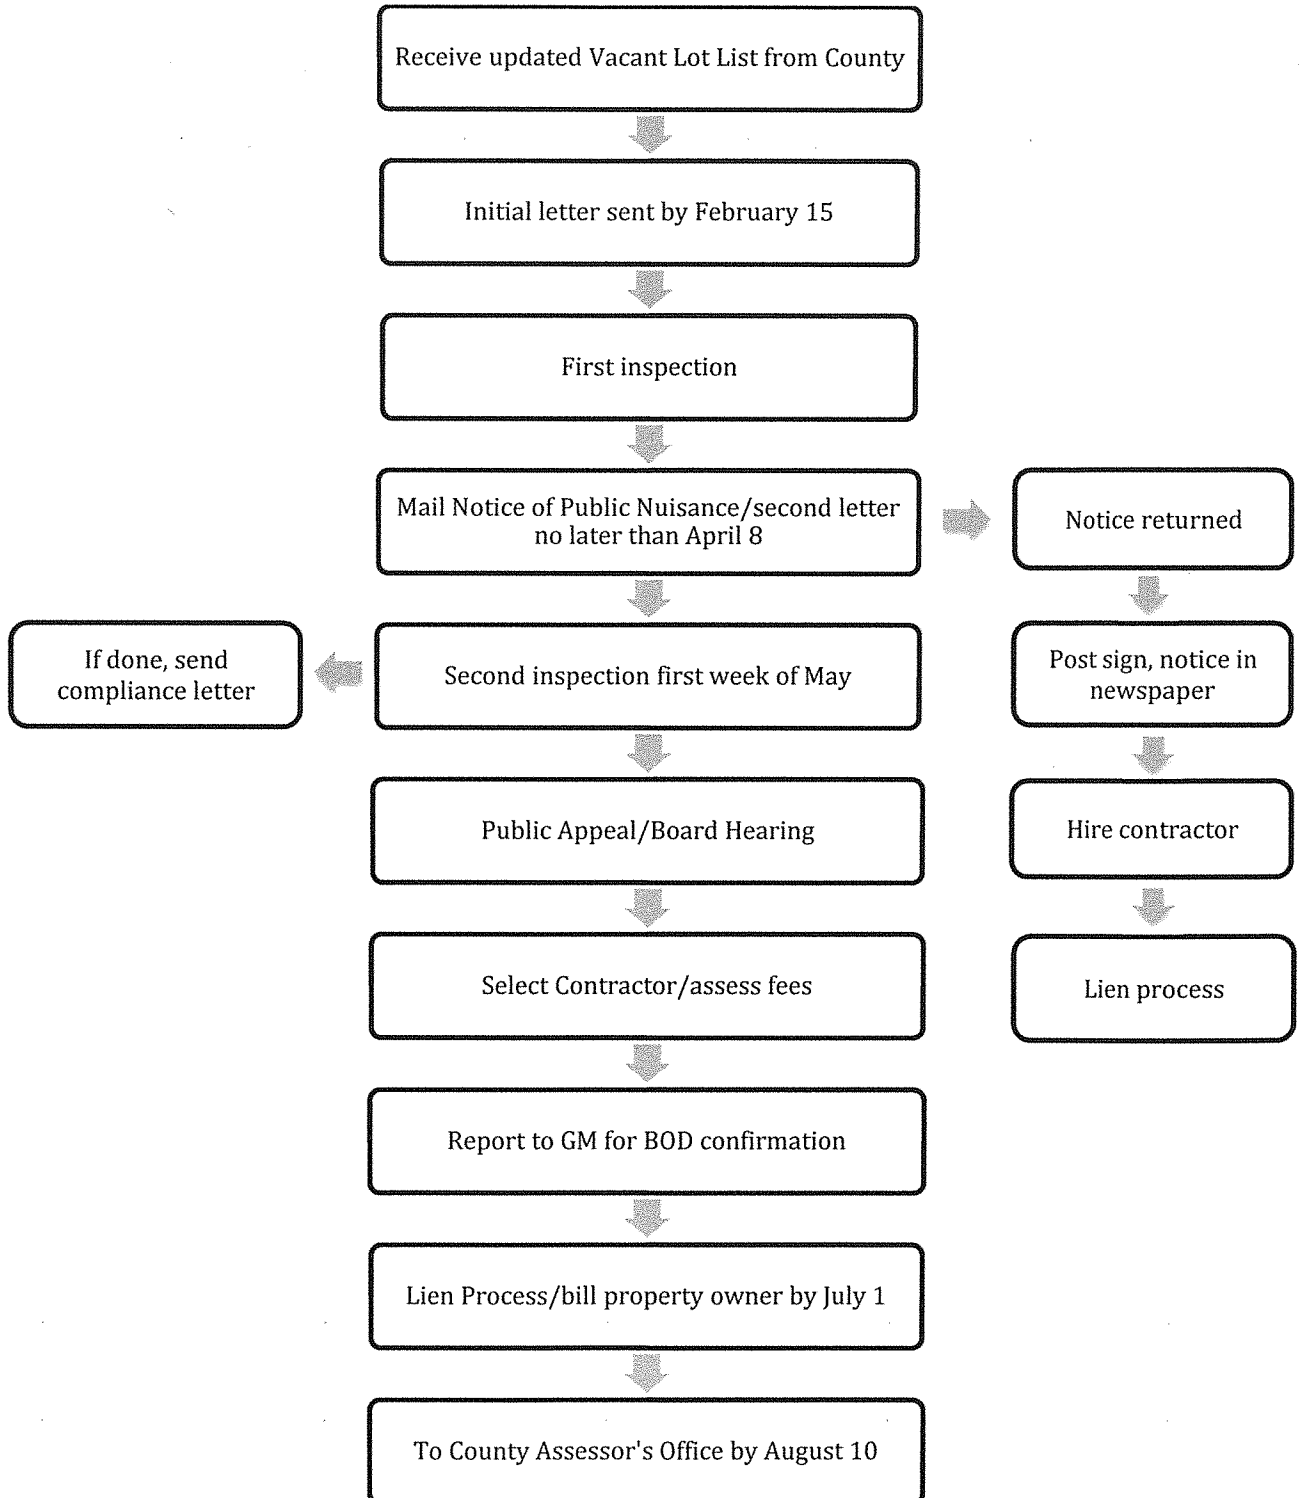 Receive updated Vacant Lot List from County
Initial letter sent by February 15
First inspection
Mail Notice of Public Nuisance/second letter
no later than April 8
Notice returned
If done, send
compliance letter
Second inspection first week of May
Post sign, notice in
newspaper
Public Appeal/Board Hearing
Hire contractor
Select Contractor/assess fees
Lien process
Report to GM for BOD confirmation
Lien Process/bill property owner by July 1
To County Assessor's Office by August 10